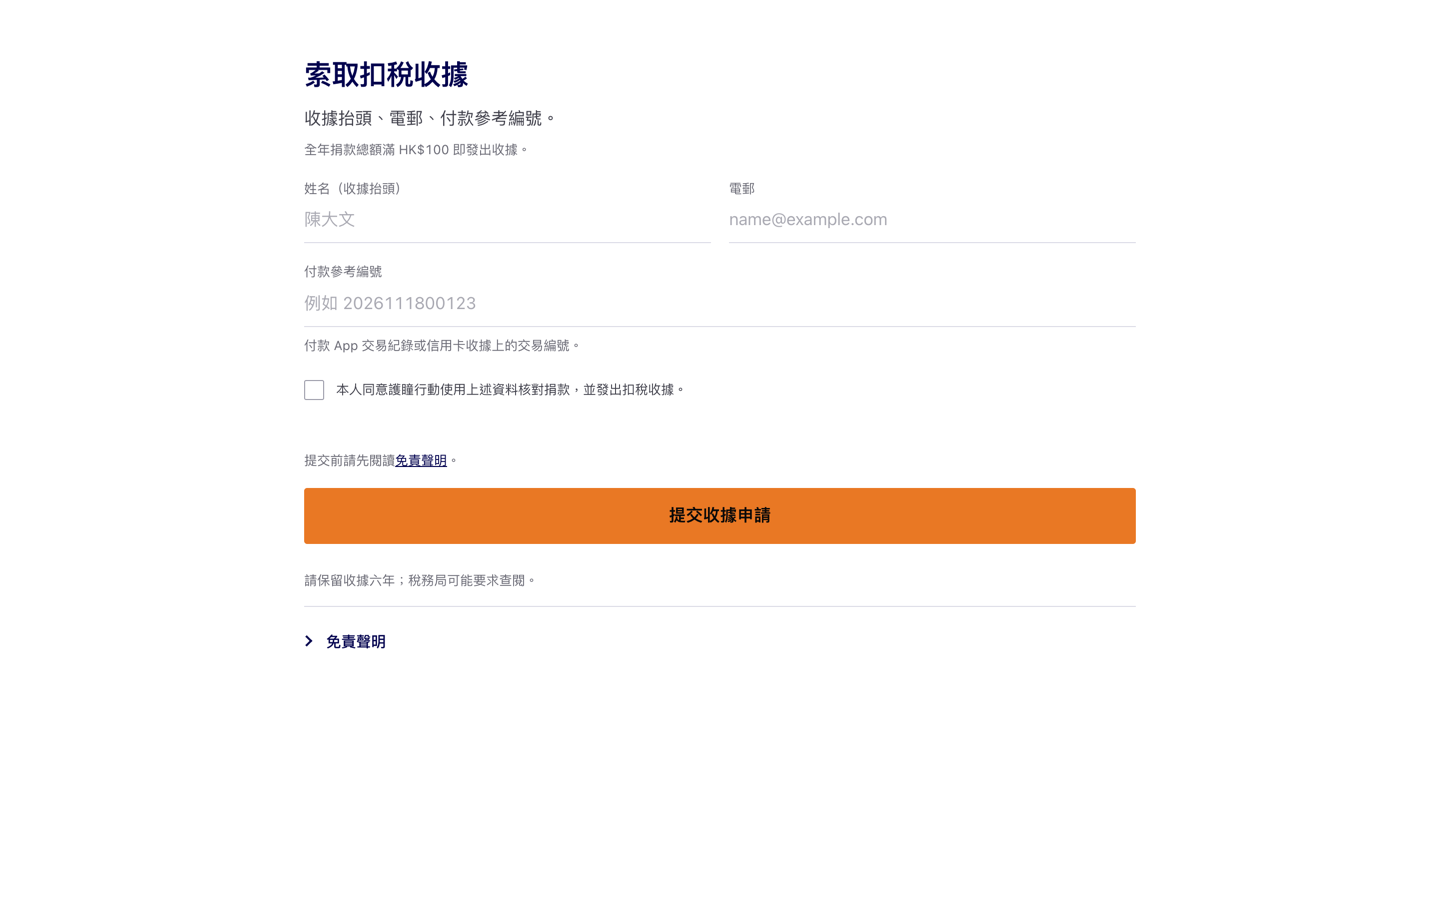 索取扣稅收據
收據抬頭、電郵、付款參考編號。
全年捐款總額滿 HK$100 即發出收據。
姓名（收據抬頭）
陳大文
電郵
name@example.com
付款參考編號
例如 2026111800123
付款 App 交易紀錄或信用卡收據上的交易編號。
本人同意護瞳行動使用上述資料核對捐款，並發出扣稅收據。
提交前請先閱讀免責聲明。
提交收據申請
請保留收據六年；稅務局可能要求查閱。
免責聲明